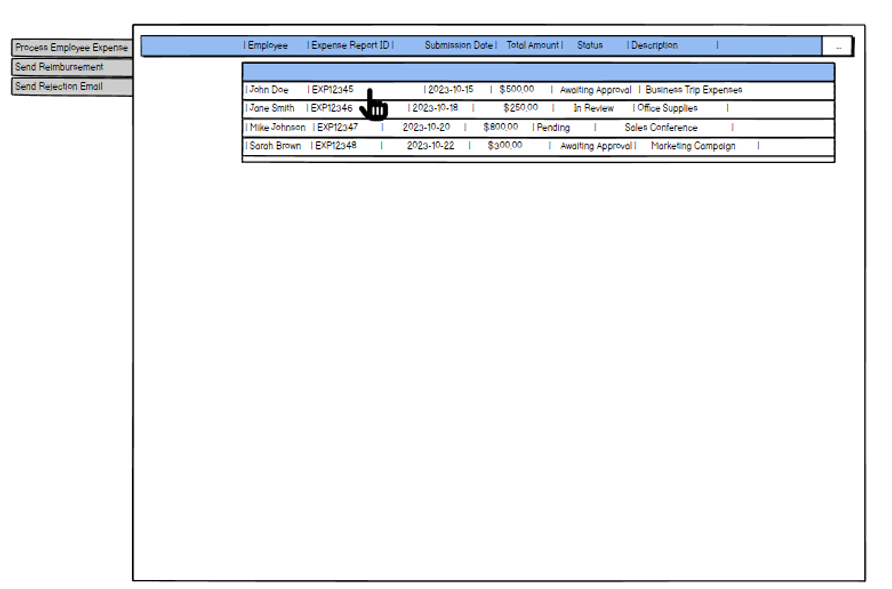 Process Employee Expense
Send Reimbursement
Send Rejection Email
| Employee | Expense Report ID | Submission Date | Total Amount | Status | Description | ...
| John Doe | EXP12345 | 2023-10-15 | $500.00 | Awaiting Approval | Business Trip Expenses
| Jane Smith | EXP12346 | 2023-10-18 | $250.00 | In Review | Office Supplies |
| Mike Johnson | EXP12347 | 2023-10-20 | $800.00 | Pending | Sales Conference |
| Sarah Brown | EXP12348 | 2023-10-22 | $300.00 | Awaiting Approval | Marketing Campaign |